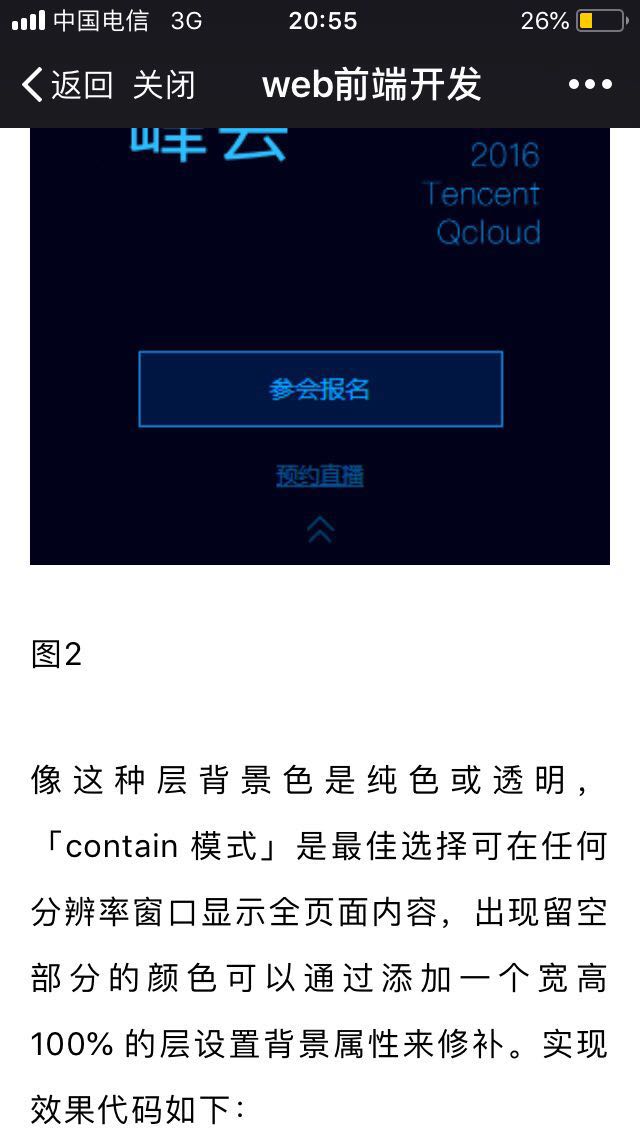 中国电信 3G 20:55 26%
返回 关闭 web前端开发
峰会
2016
Tencent
Qcloud
参会报名
预约直播
图2
像这种层背景色是纯色或透明，
「contain 模式」是最佳选择可在任何
分辨率窗口显示全页面内容，出现留空
部分的颜色可以通过添加一个宽高
100% 的层设置背景属性来修补。实现
效果代码如下：